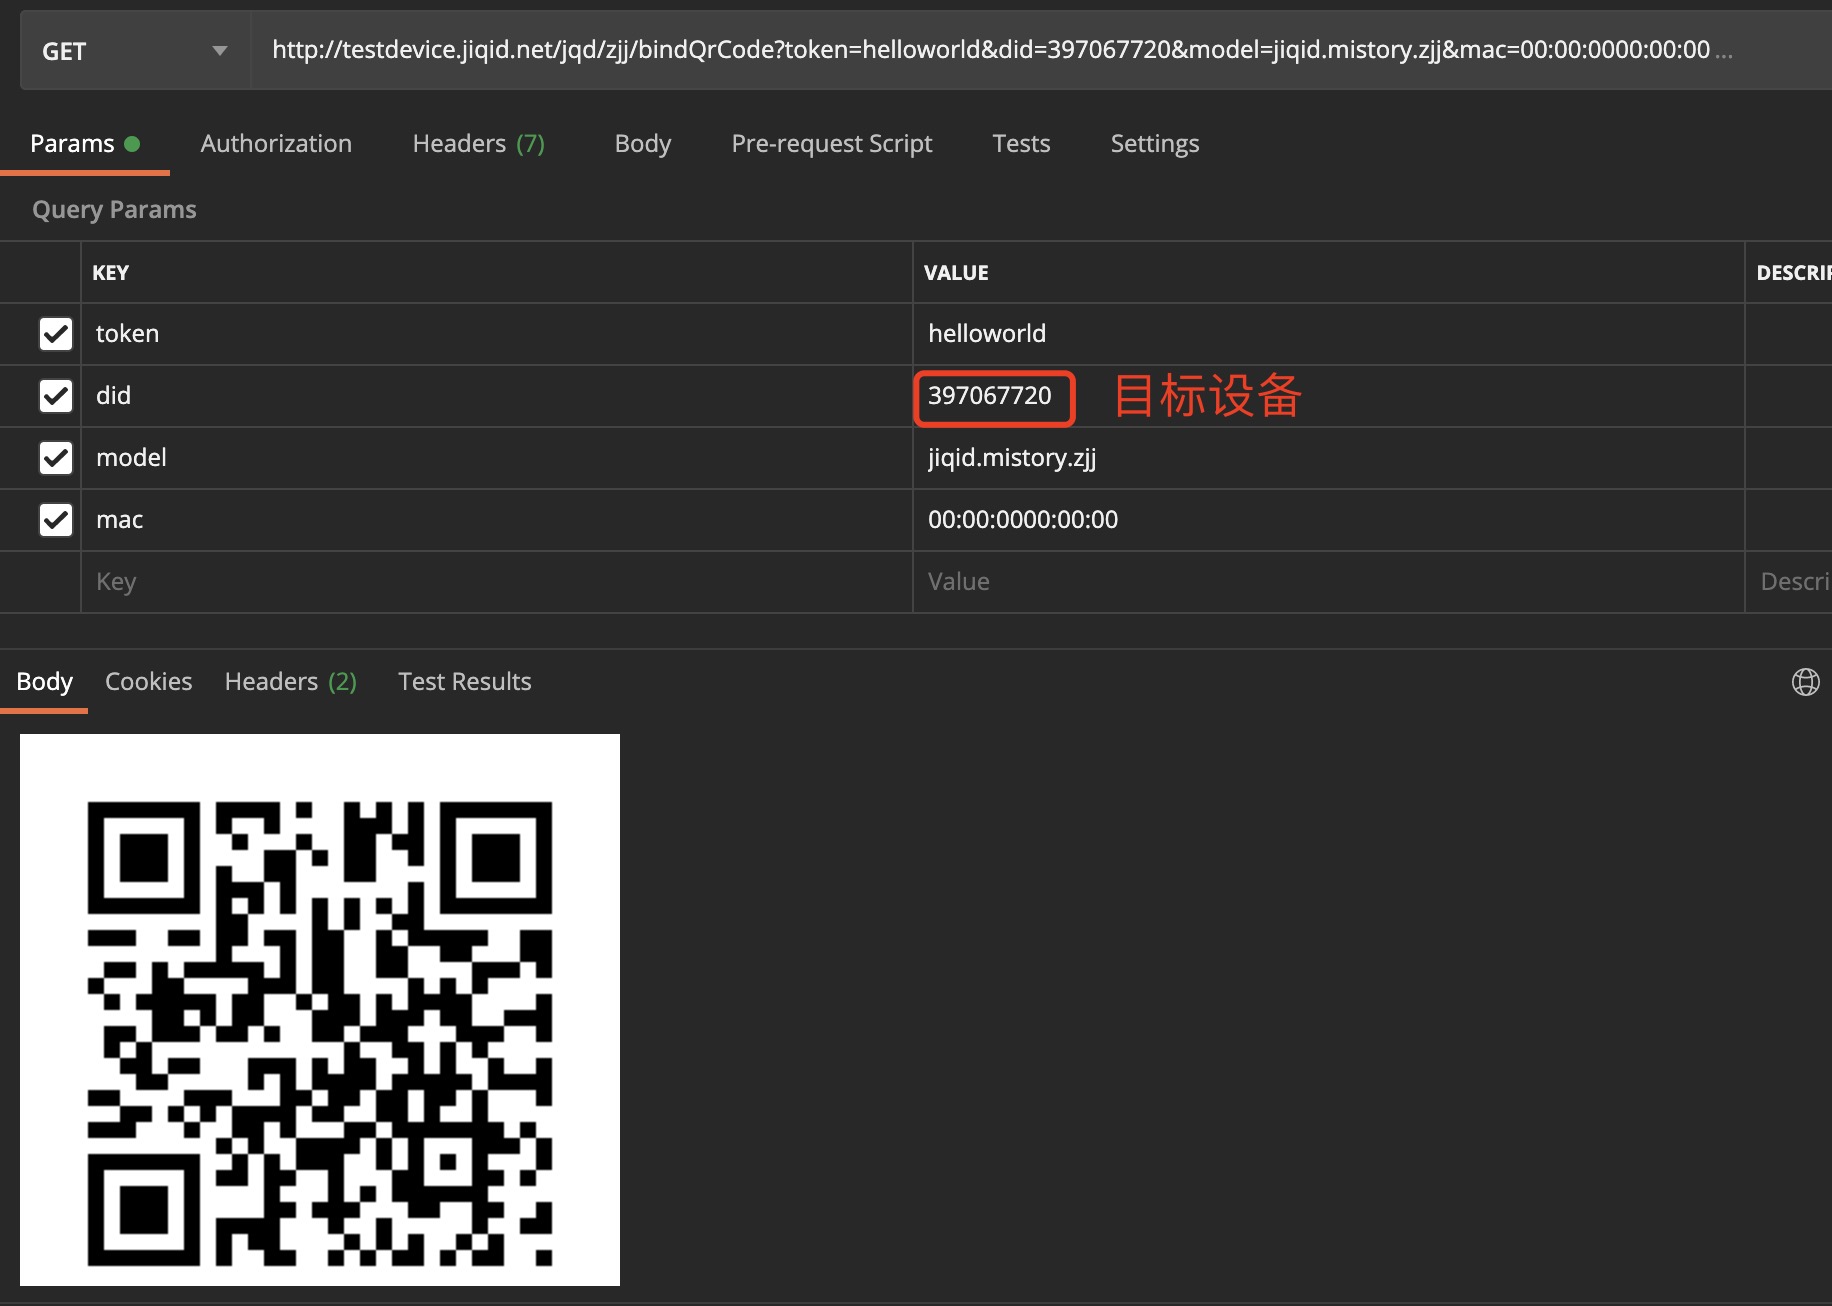 GET http://testdevice.jiqid.net/jqd/zjj/bindQrCode?token=helloworld&did=397067720&model=jiqid.mistory.zjj&mac=00:00:0000:00:00 ...
Params Authorization Headers (7) Body Pre-request Script Tests Settings
Query Params
KEY VALUE DESCRIP
token helloworld
did 397067720 目标设备
model jiqid.mistory.zjj
mac 00:00:0000:00:00
Key Value Descri
Body Cookies Headers (2) Test Results